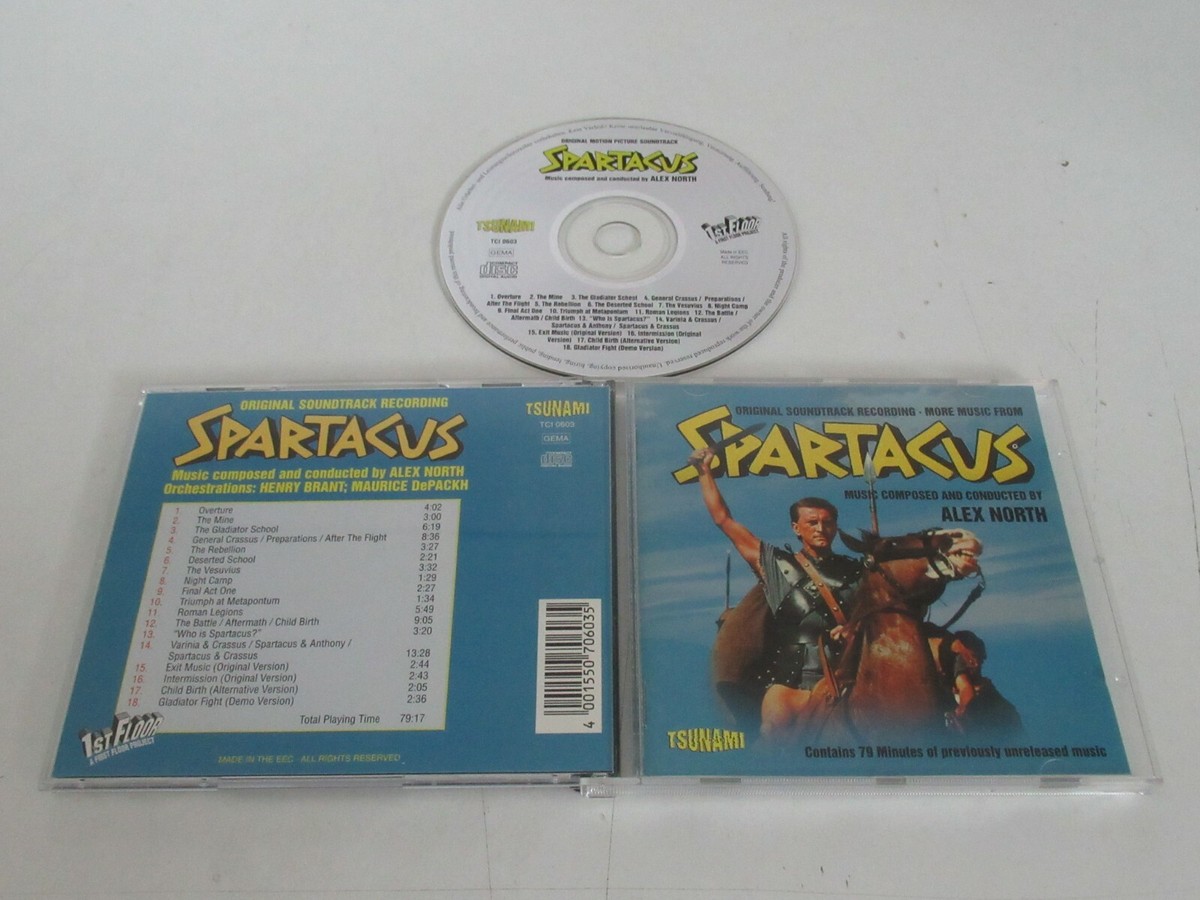 ORIGINAL MOTION PICTURE SOUNDTRACK
SPARTACUS
Music composed and conducted by ALEX NORTH
TSUNAMI
TCI 0603
GEMA
COMPACT
disc
DIGITAL AUDIO
1ST FLOOR
A FIRST FLOOR PROJECT
Made in EEC
ALL RIGHTS
RESERVED
1. Overture 2. The Mine 3. The Gladiator School 4. General Crassus / Preparations /
After The Flight 5. The Rebellion 6. The Deserted School 7. The Vesuvius 8. Night Camp
9. Final Act One 10. Triumph at Metapontum 11. Roman Legions 12. The Battle /
Aftermath / Child Birth 13. "Who is Spartacus?" 14. Varinia & Crassus /
Spartacus & Anthony / Spartacus & Crassus
15. Exit Music (Original Version) 16. Intermission (Original
Version) 17. Child Birth (Alternative Version)
18. Gladiator Fight (Demo Version)
ORIGINAL SOUNDTRACK RECORDING
SPARTACUS
Music composed and conducted by ALEX NORTH
Orchestrations: HENRY BRANT; MAURICE DePACKH
TSUNAMI
TCI 0603
GEMA
1. Overture 4:02
2. The Mine 3:00
3. The Gladiator School 6:19
4. General Crassus / Preparations / After The Flight 8:36
5. The Rebellion 3:27
6. Deserted School 2:21
7. The Vesuvius 3:32
8. Night Camp 1:29
9. Final Act One 2:27
10. Triumph at Metapontum 1:34
11. Roman Legions 5:49
12. The Battle / Aftermath / Child Birth 9:05
13. "Who is Spartacus?" 3:20
14. Varinia & Crassus / Spartacus & Anthony /
Spartacus & Crassus 13:28
15. Exit Music (Original Version) 2:44
16. Intermission (Original Version) 2:43
17. Child Birth (Alternative Version) 2:05
18. Gladiator Fight (Demo Version) 2:36
Total Playing Time 79:17
1ST FLOOR
A FIRST FLOOR PROJECT
MADE IN THE EEC · ALL RIGHTS RESERVED
4 001550 706035
ORIGINAL SOUNDTRACK RECORDING - MORE MUSIC FROM
SPARTACUS
MUSIC COMPOSED AND CONDUCTED BY
ALEX NORTH
TSUNAMI
Contains 79 Minutes of previously unreleased music